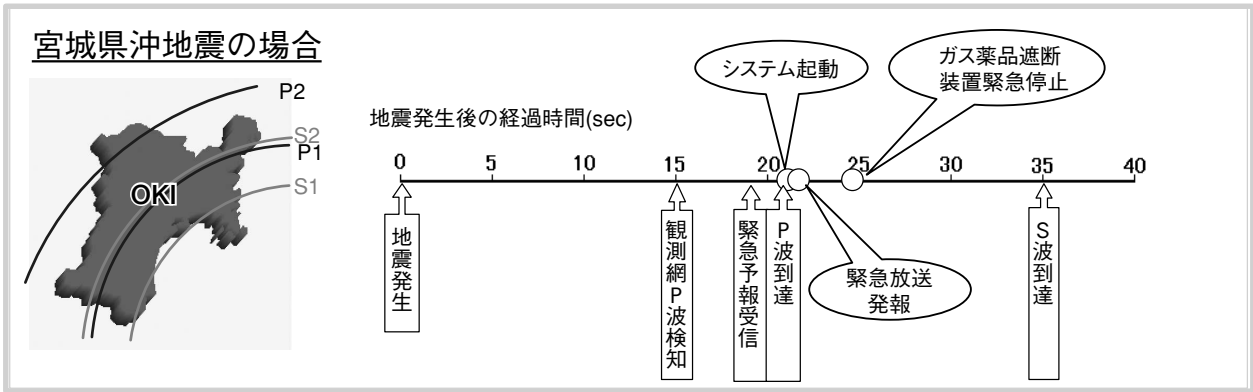 宮城県沖地震の場合
P2
S2
P1
S1
OKI
地震発生後の経過時間(sec)
システム起動
ガス薬品遮断
装置緊急停止
0 5 10 15 20 25 30 35 40
地震発生
観測網P波検知
緊急予報受信
P波到達
緊急放送
発報
S波到達